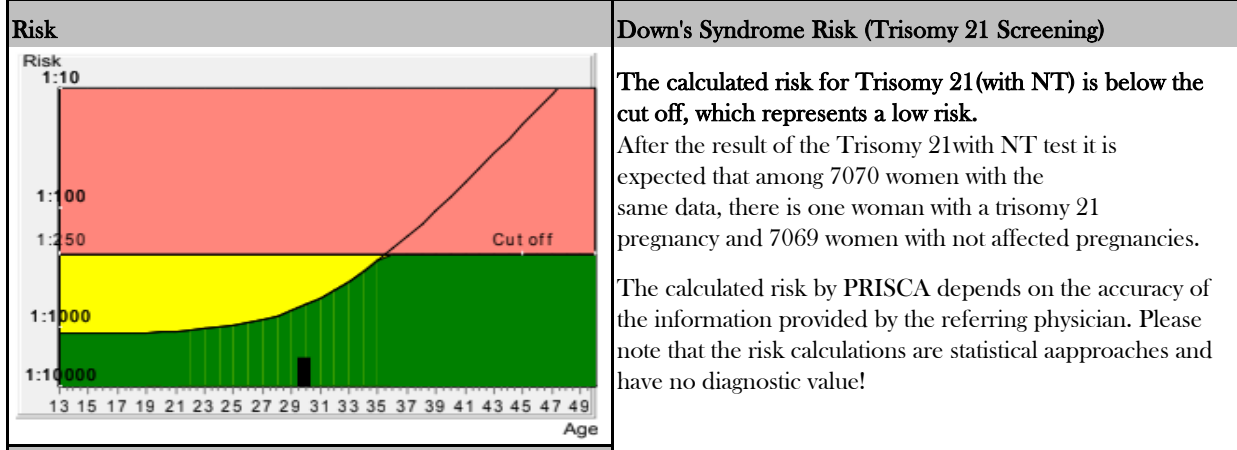 Risk
Down's Syndrome Risk (Trisomy 21 Screening)
Risk
1:10
1:100
1:250
Cut off
1:1000
1:10000
13 15 17 19 21 23 25 27 29 31 33 35 37 39 41 43 45 47 49
Age
The calculated risk for Trisomy 21(with NT) is below the
cut off, which represents a low risk.
After the result of the Trisomy 21with NT test it is
expected that among 7070 women with the
same data, there is one woman with a trisomy 21
pregnancy and 7069 women with not affected pregnancies.
The calculated risk by PRISCA depends on the accuracy of
the information provided by the referring physician. Please
note that the risk calculations are statistical aapproaches and
have no diagnostic value!